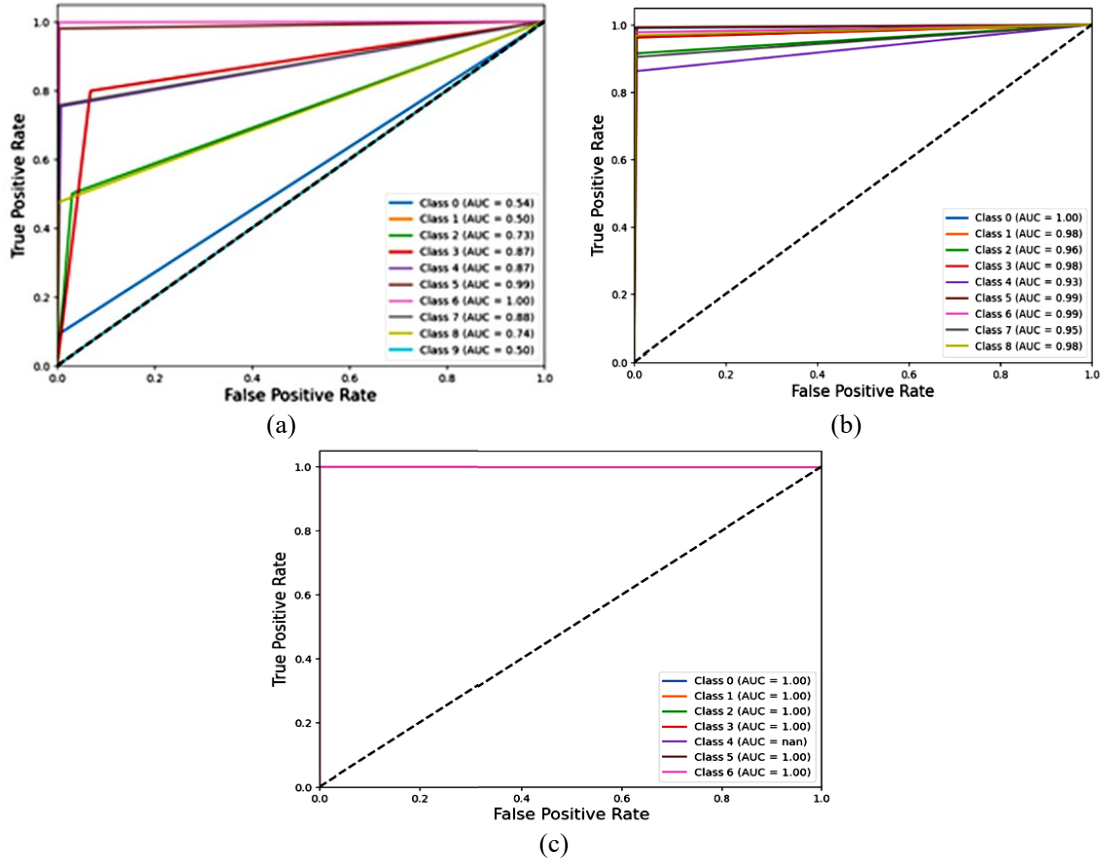 1.0
0.8
0.6
0.4
0.2
0.0
True Positive Rate
Class 0 (AUC = 0.54)
Class 1 (AUC = 0.50)
Class 2 (AUC = 0.73)
Class 3 (AUC = 0.87)
Class 4 (AUC = 0.87)
Class 5 (AUC = 0.99)
Class 6 (AUC = 1.00)
Class 7 (AUC = 0.88)
Class 8 (AUC = 0.74)
Class 9 (AUC = 0.50)
0.0 0.2 0.4 0.6 0.8 1.0
False Positive Rate
(a)
1.0
0.8
0.6
0.4
0.2
0.0
True Positive Rate
Class 0 (AUC = 1.00)
Class 1 (AUC = 0.98)
Class 2 (AUC = 0.96)
Class 3 (AUC = 0.98)
Class 4 (AUC = 0.93)
Class 5 (AUC = 0.99)
Class 6 (AUC = 0.99)
Class 7 (AUC = 0.95)
Class 8 (AUC = 0.98)
0.0 0.2 0.4 0.6 0.8 1.0
False Positive Rate
(b)
1.0
0.8
0.6
0.4
0.2
0.0
True Positive Rate
Class 0 (AUC = 1.00)
Class 1 (AUC = 1.00)
Class 2 (AUC = 1.00)
Class 3 (AUC = 1.00)
Class 4 (AUC = nan)
Class 5 (AUC = 1.00)
Class 6 (AUC = 1.00)
0.0 0.2 0.4 0.6 0.8 1.0
False Positive Rate
(c)